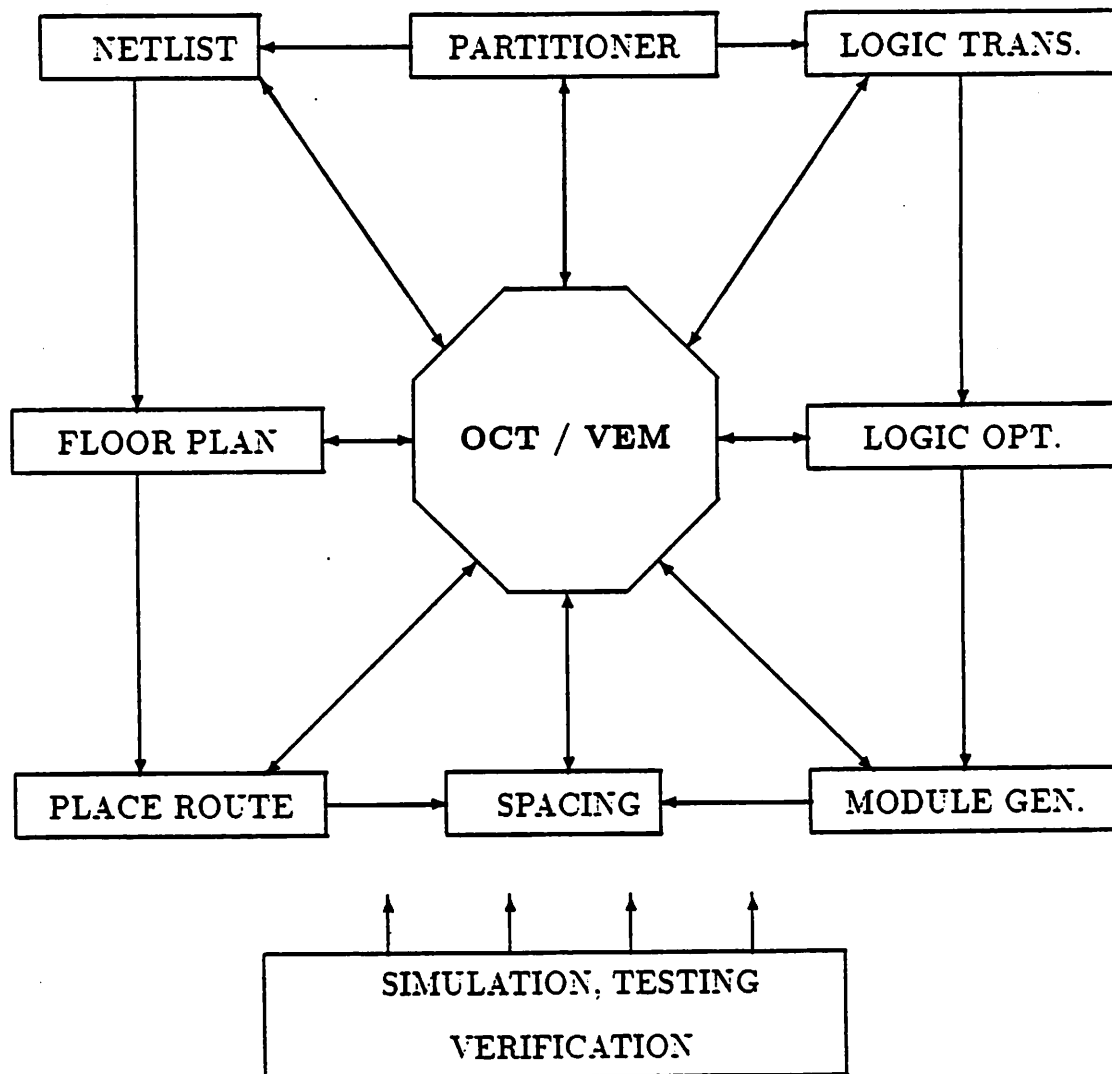 NETLIST
PARTITIONER
LOGIC TRANS.
FLOOR PLAN
OCT / VEM
LOGIC OPT.
PLACE ROUTE
SPACING
MODULE GEN.
SIMULATION, TESTING
VERIFICATION